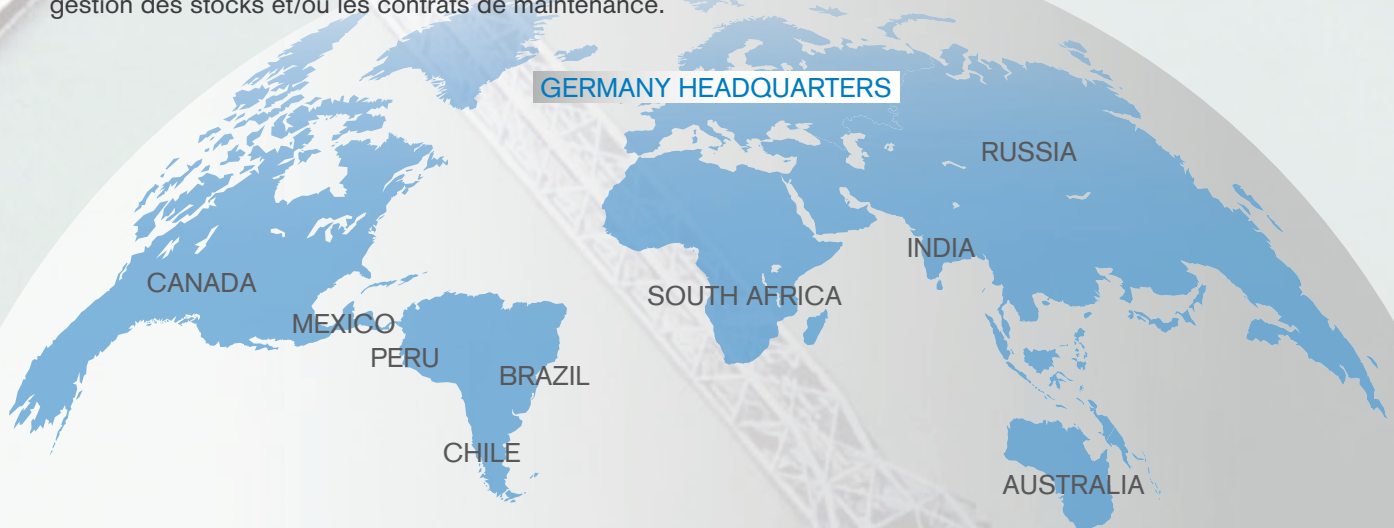 gestion des stocks et/ou les contrats de maintenance.
GERMANY HEADQUARTERS
RUSSIA
INDIA
CANADA
SOUTH AFRICA
MEXICO
PERU
BRAZIL
CHILE
AUSTRALIA